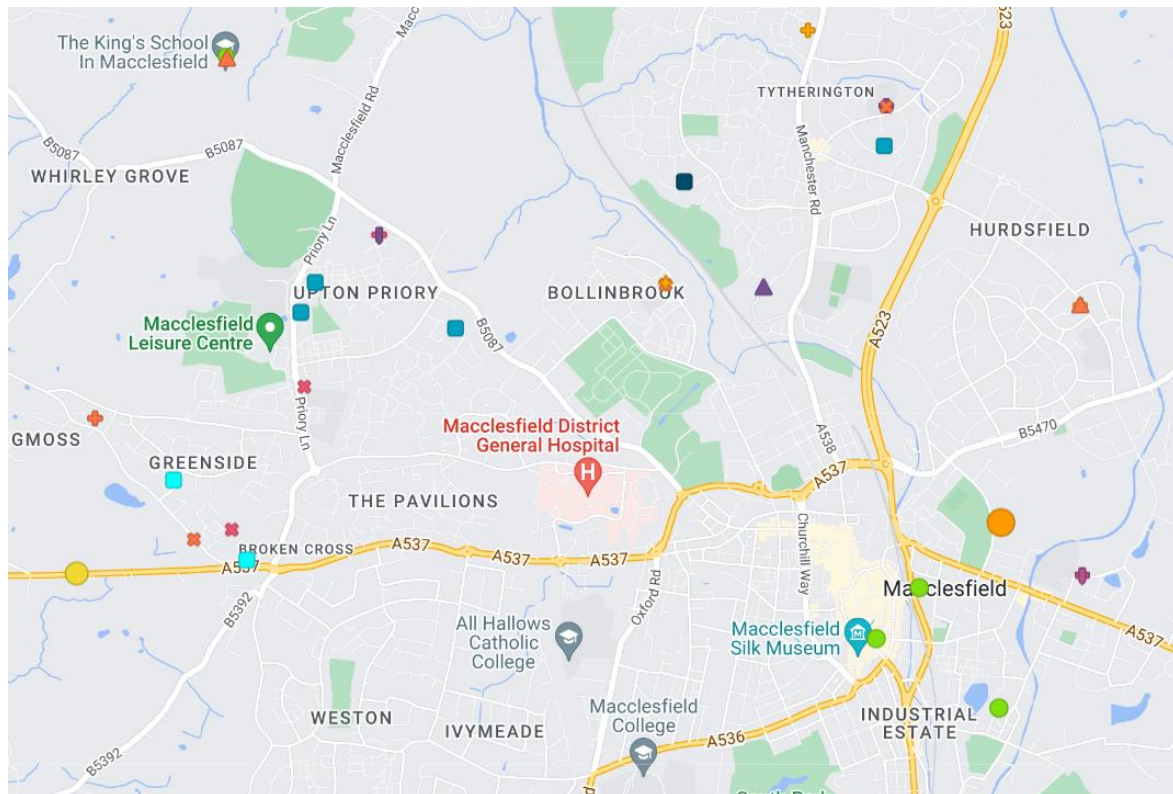 The King's School
In Macclesfield
Macc
Macclesfield Rd
A523
TYTHERINGTON
Manchester Rd
B5087
B5087
WHIRLEY GROVE
HURDSFIELD
Priory Ln
UPTON PRIORY
BOLLINBROOK
Macclesfield
Leisure Centre
B5087
A523
Priory Ln
GMOSS
GREENSIDE
Macclesfield District
General Hospital
H
A538
B5470
A537
THE PAVILIONS
Churchill Way
BROKEN CROSS
A537
A537
A537
A537
B5392
Oxford Rd
Macclesfield
All Hallows
Catholic
College
Macclesfield
Silk Museum
A537
WESTON
IVYMEADE
Macclesfield
College
INDUSTRIAL
ESTATE
A536
B5392